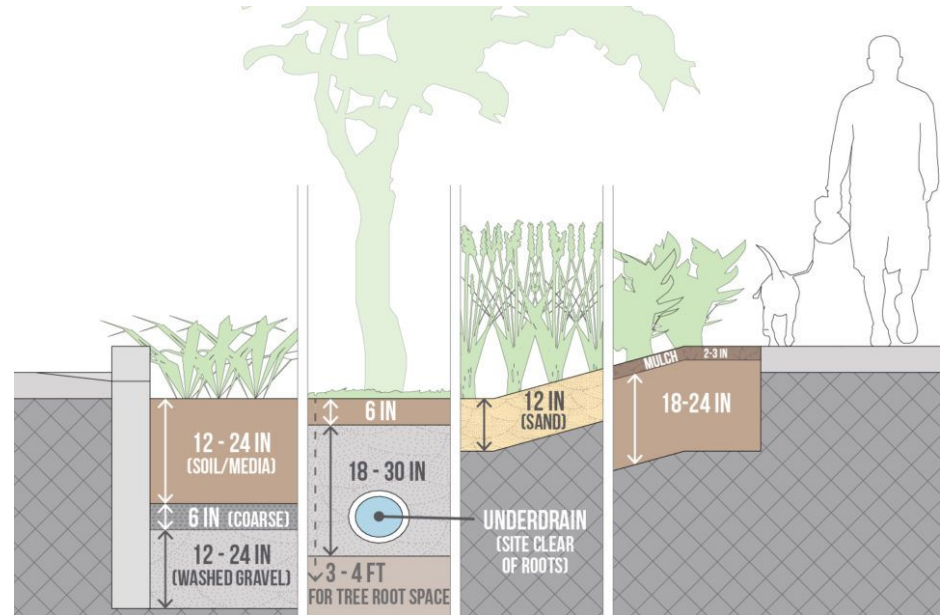 12 - 24 IN
(SOIL/MEDIA)
6 IN (COARSE)
12 - 24 IN
(WASHED GRAVEL)
6 IN
18 - 30 IN
3 - 4 FT
FOR TREE ROOT SPACE
12 IN
(SAND)
UNDERDRAIN
(SITE CLEAR
OF ROOTS)
MULCH 2-3 IN
18-24 IN